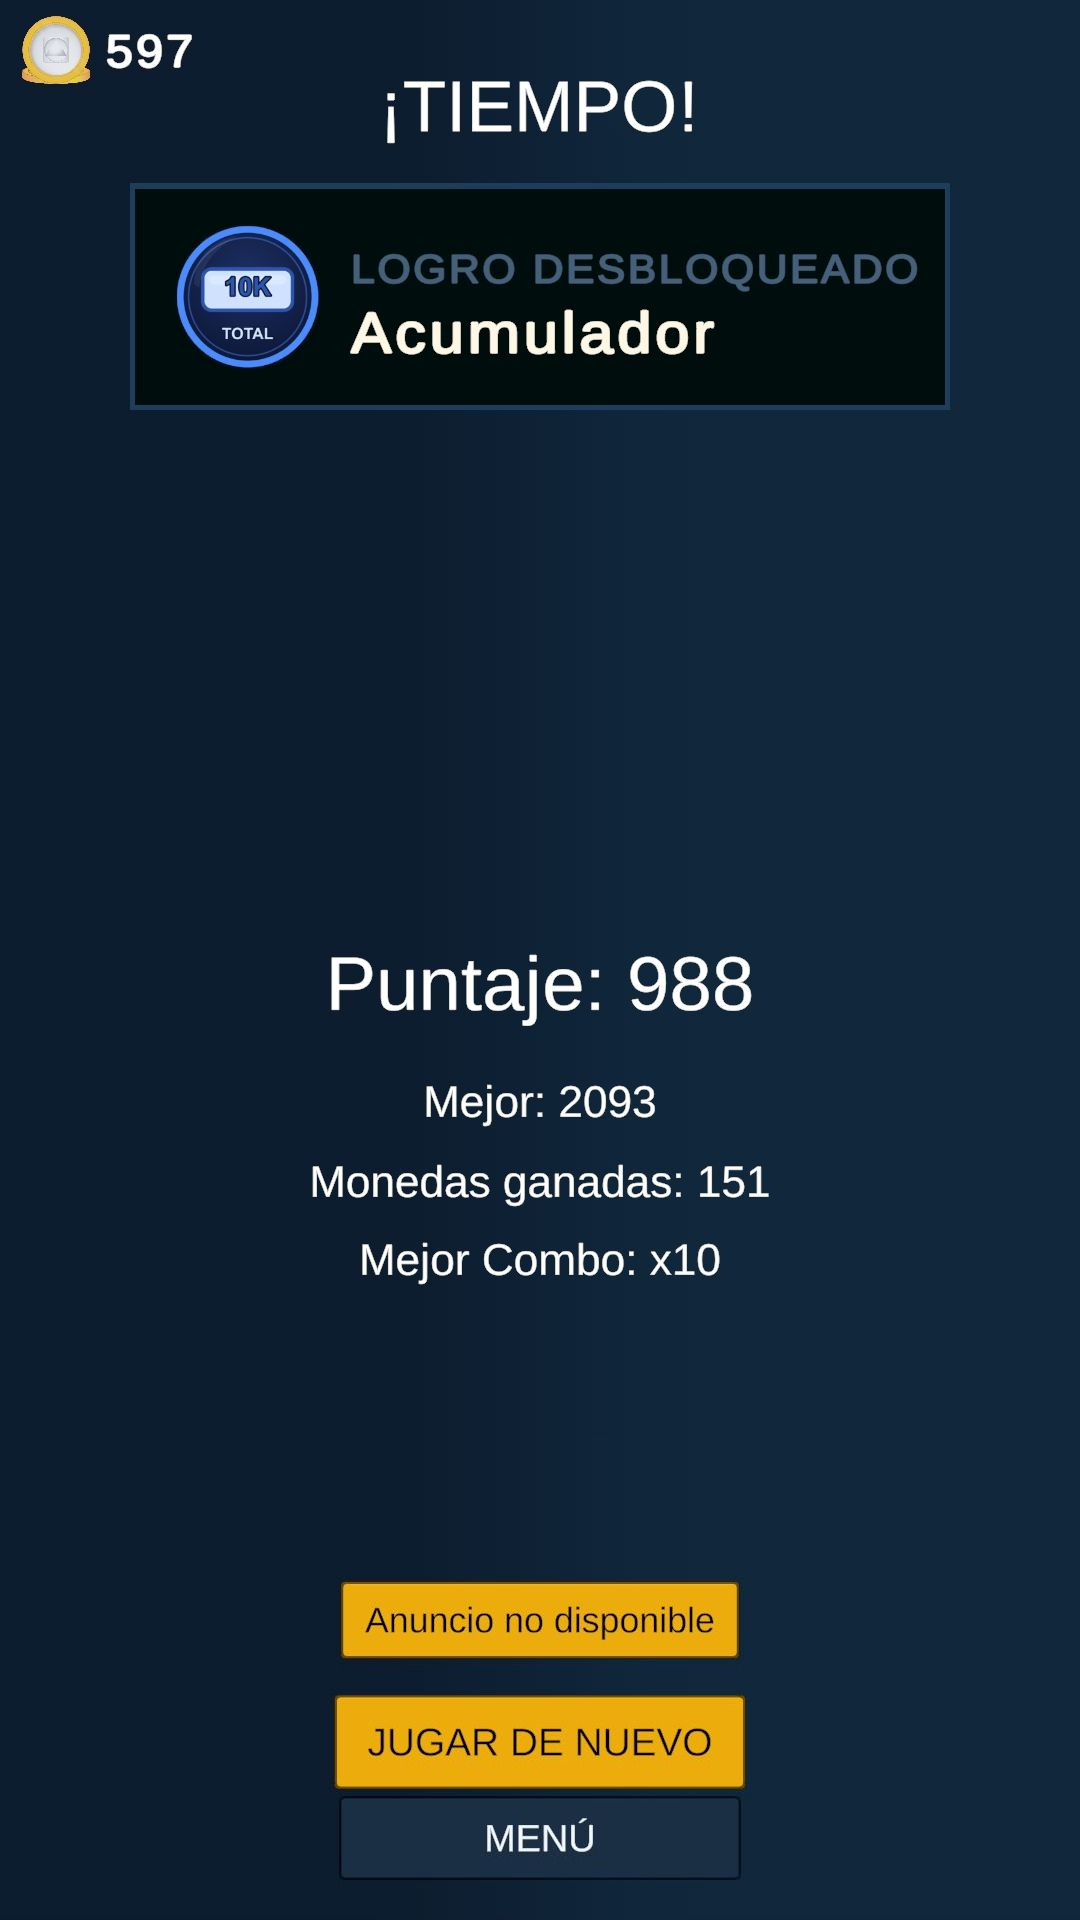 597
¡TIEMPO!
10K
TOTAL
LOGRO DESBLOQUEADO
Acumulador
Puntaje: 988
Mejor: 2093
Monedas ganadas: 151
Mejor Combo: x10
Anuncio no disponible
JUGAR DE NUEVO
MENÚ